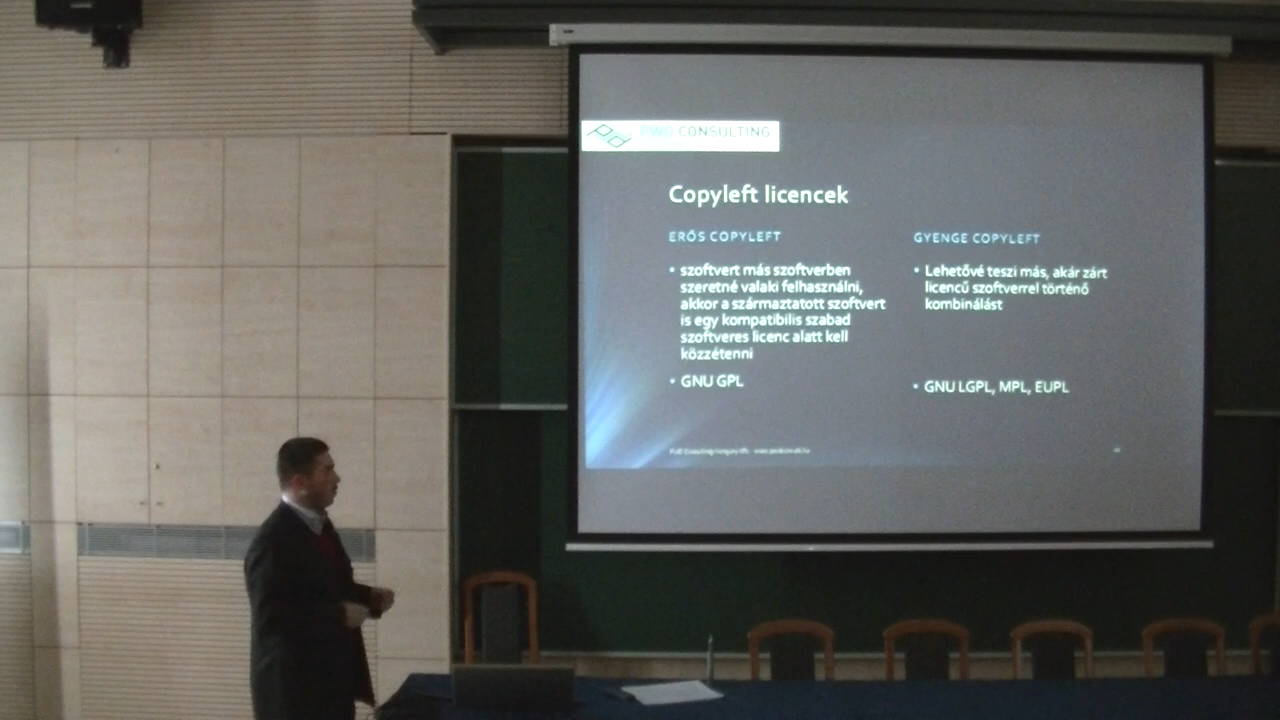 CONSULTING
Copyleft licencek
ERŐS COPYLEFT
• szoftvert más szoftverben
szeretné valaki felhasználni,
akkor a származtatott szoftvert
is egy kompatibilis szabad
szoftveres licenc alatt kell
közzétenni
• GNU GPL
GYENGE COPYLEFT
• Lehetővé teszi más, akár zárt
licencű szoftverrel történő
kombinálást
• GNU LGPL, MPL, EUPL